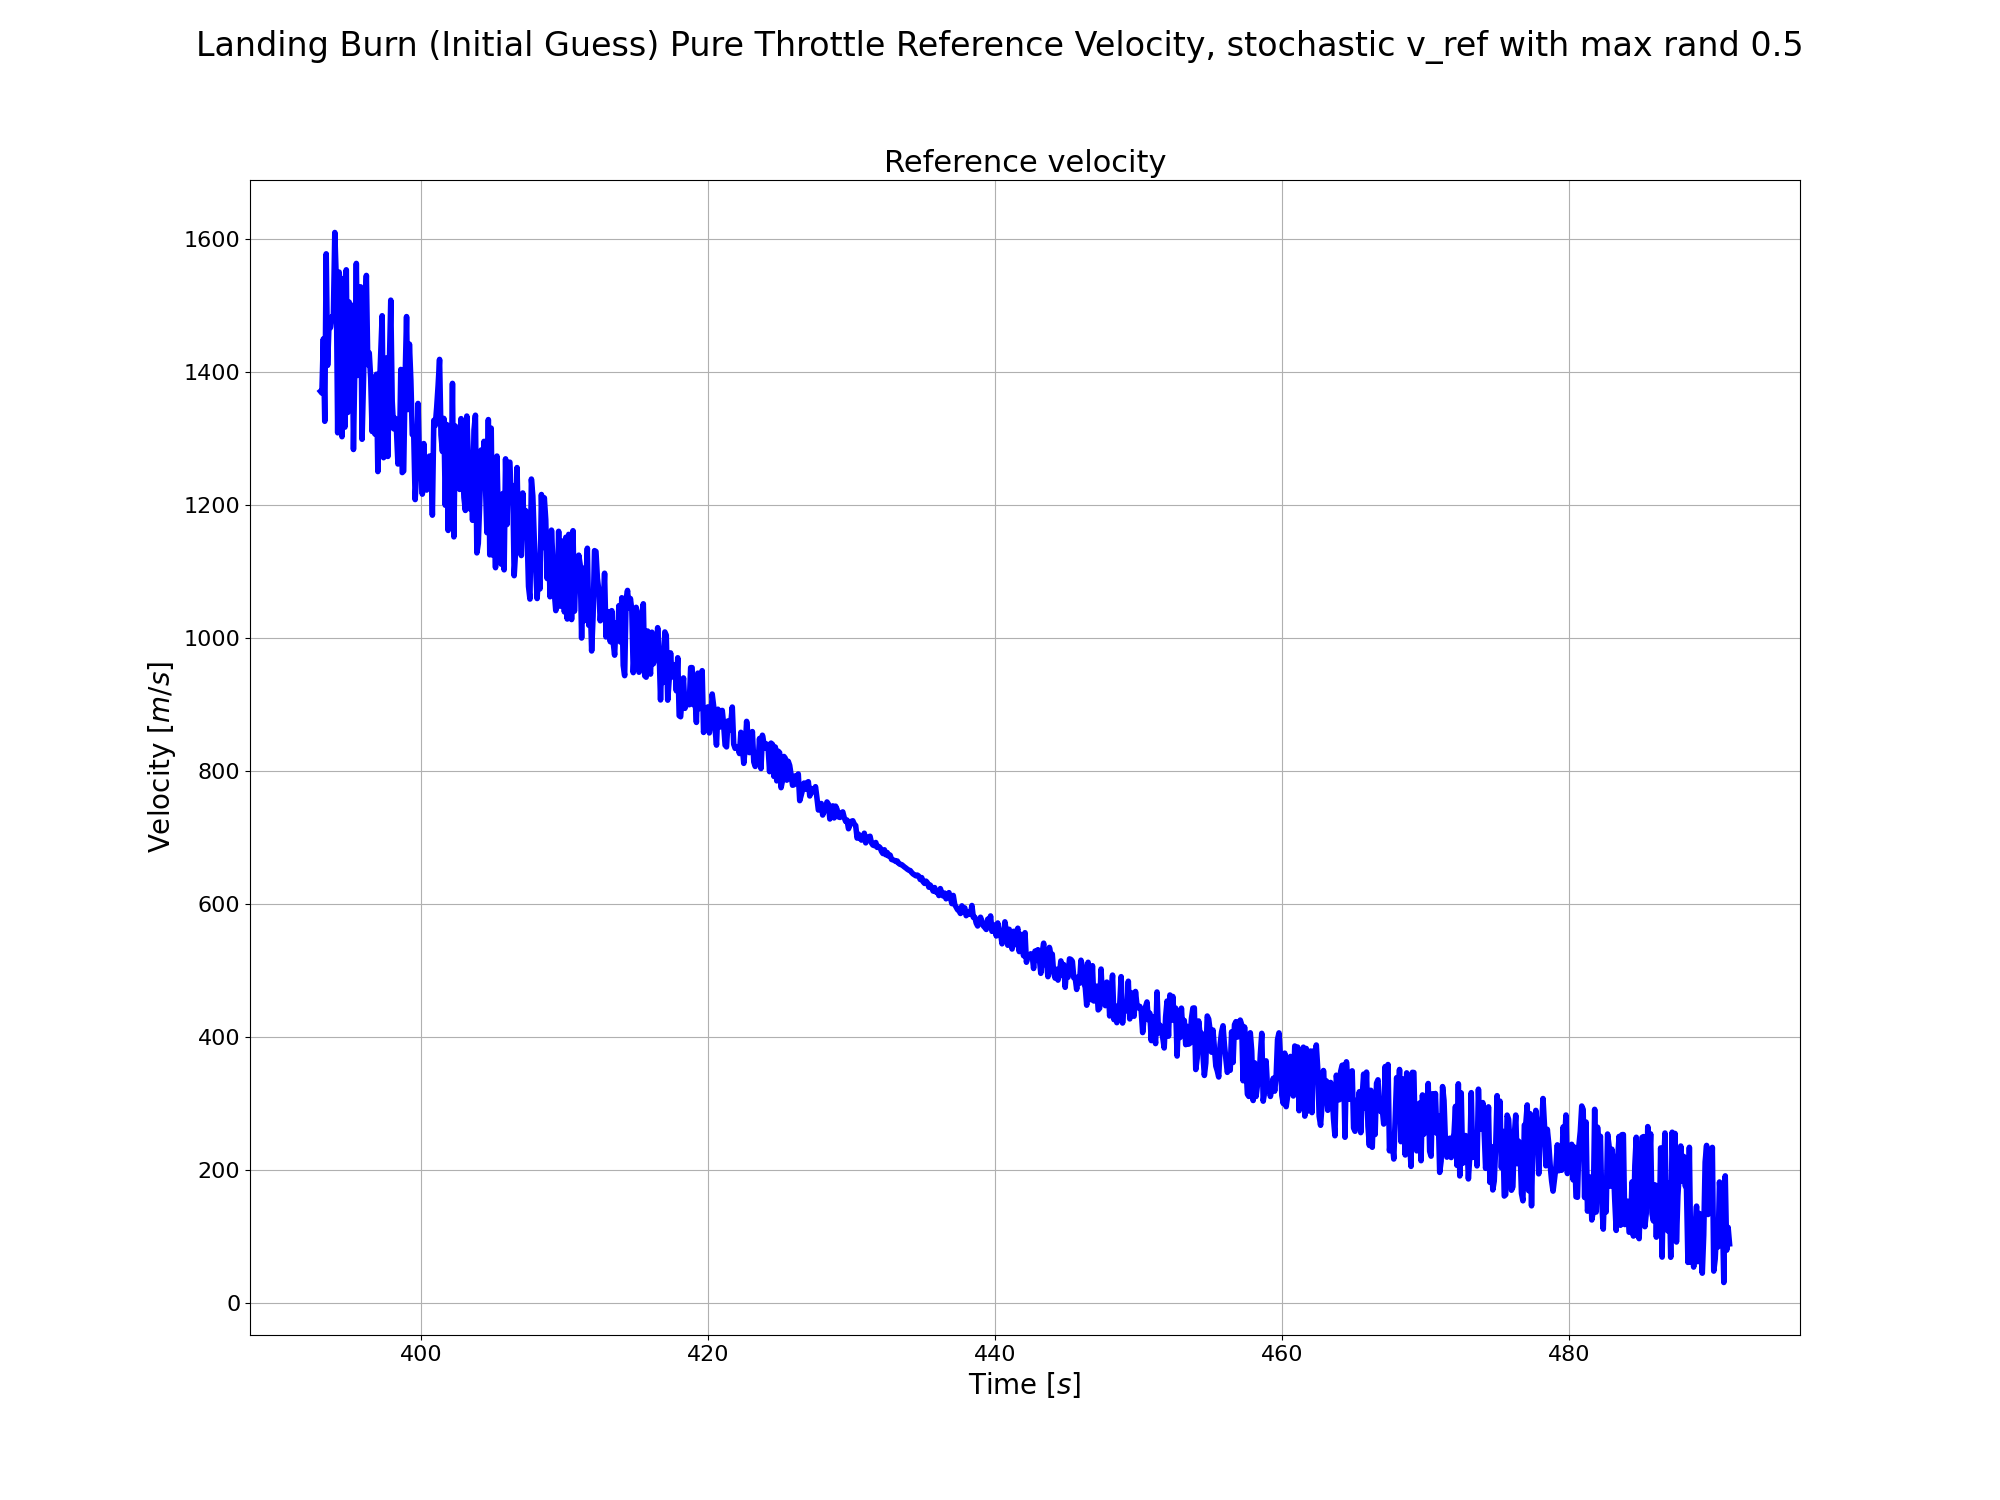 Landing Burn (Initial Guess) Pure Throttle Reference Velocity, stochastic v_ref with max rand 0.5
Reference velocity
1600
1400
1200
1000
800
600
400
200
0
Velocity [m/s]
400 420 440 460 480
Time [s]